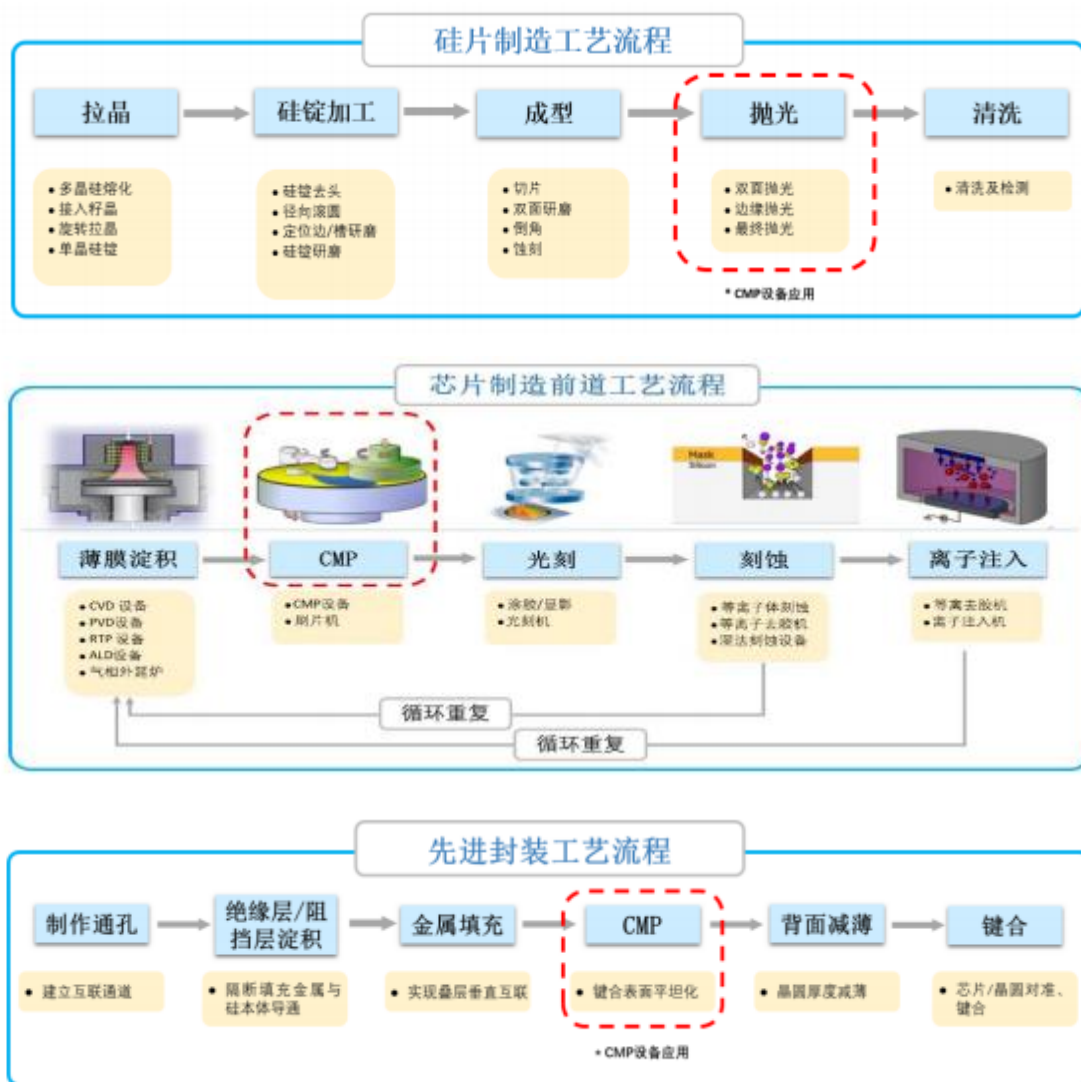 硅片制造工艺流程
拉晶
硅锭加工
成型
抛光
清洗
• 多晶硅熔化
• 接入籽晶
• 旋转拉晶
• 单晶硅锭
• 硅锭去头
• 径向滚圆
• 定位边/槽研磨
• 硅锭研磨
• 切片
• 双面研磨
• 倒角
• 蚀刻
• 双面抛光
• 边缘抛光
• 最终抛光
• 清洗及检测
* CMP设备应用
芯片制造前道工艺流程
Mask
Silicon
薄膜淀积
CMP
光刻
刻蚀
离子注入
• CVD 设备
• PVD设备
• RTP 设备
• ALD设备
• 气相外延炉
• CMP设备
• 刷片机
• 涂胶/显影
• 光刻机
• 等离子体刻蚀
• 等离子去胶机
• 湿法刻蚀设备
• 等离去胶机
• 离子注入机
循环重复
循环重复
先进封装工艺流程
制作通孔
绝缘层/阻
挡层淀积
金属填充
CMP
背面减薄
键合
• 建立互联通道
• 隔断填充金属与
硅本体导通
• 实现叠层垂直互联
• 键合表面平坦化
• 晶圆厚度减薄
• 芯片/晶圆对准、
键合
* CMP设备应用